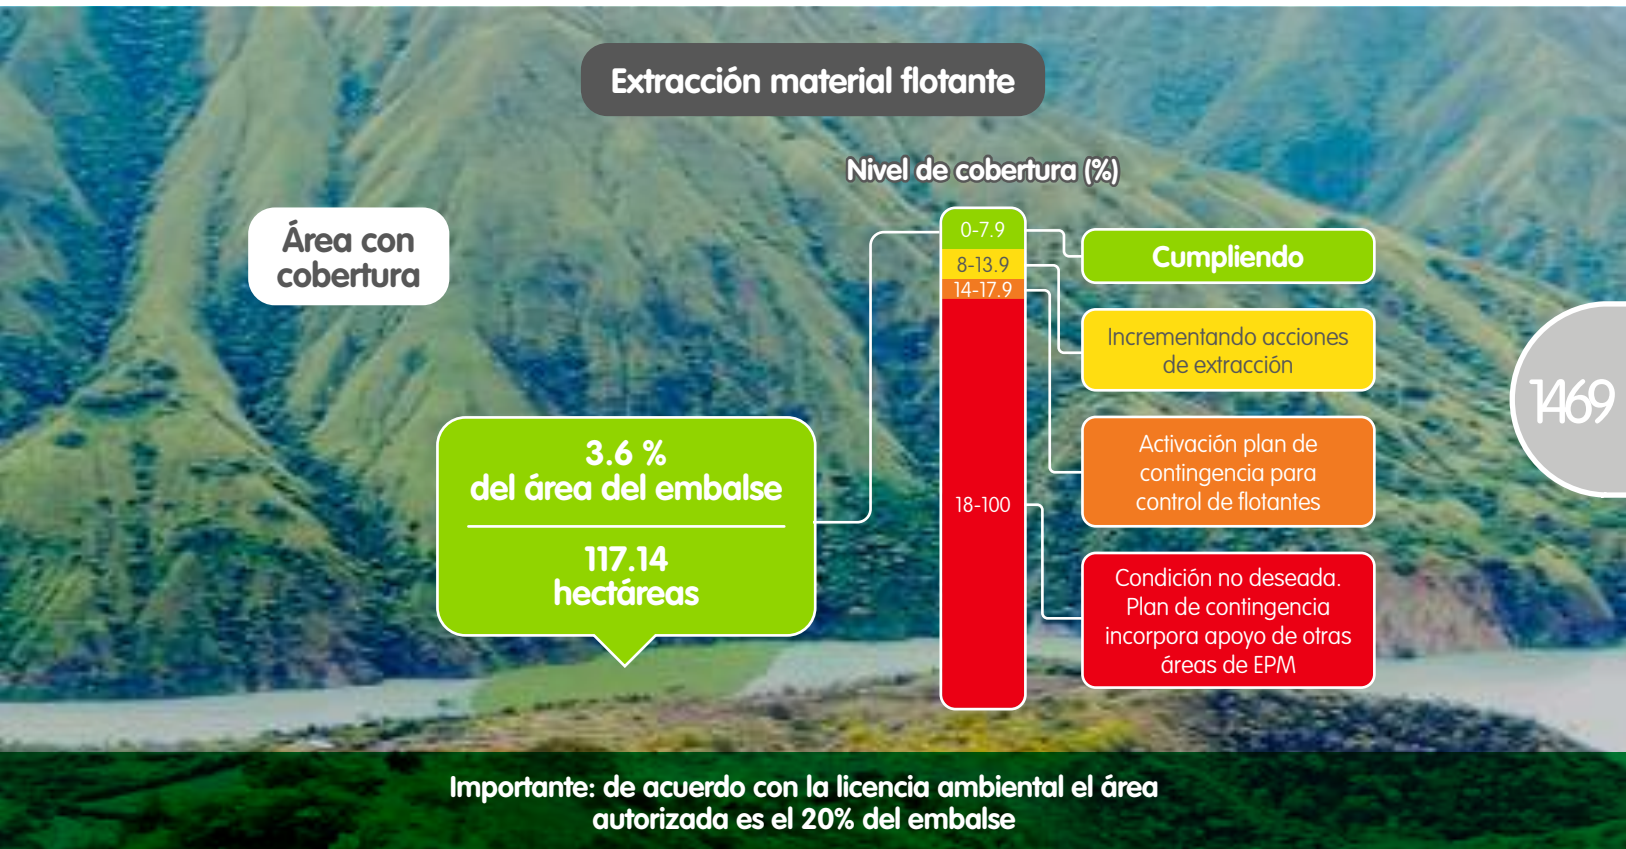 Extracción material flotante
Nivel de cobertura (%)
Área con
cobertura
0-7.9
8-13.9
14-17.9
18-100
Cumpliendo
Incrementando acciones
de extracción
Activación plan de
contingencia para
control de flotantes
Condición no deseada.
Plan de contingencia
incorpora apoyo de otras
áreas de EPM
3.6 %
del área del embalse
117.14
hectáreas
1469
Importante: de acuerdo con la licencia ambiental el área
autorizada es el 20% del embalse